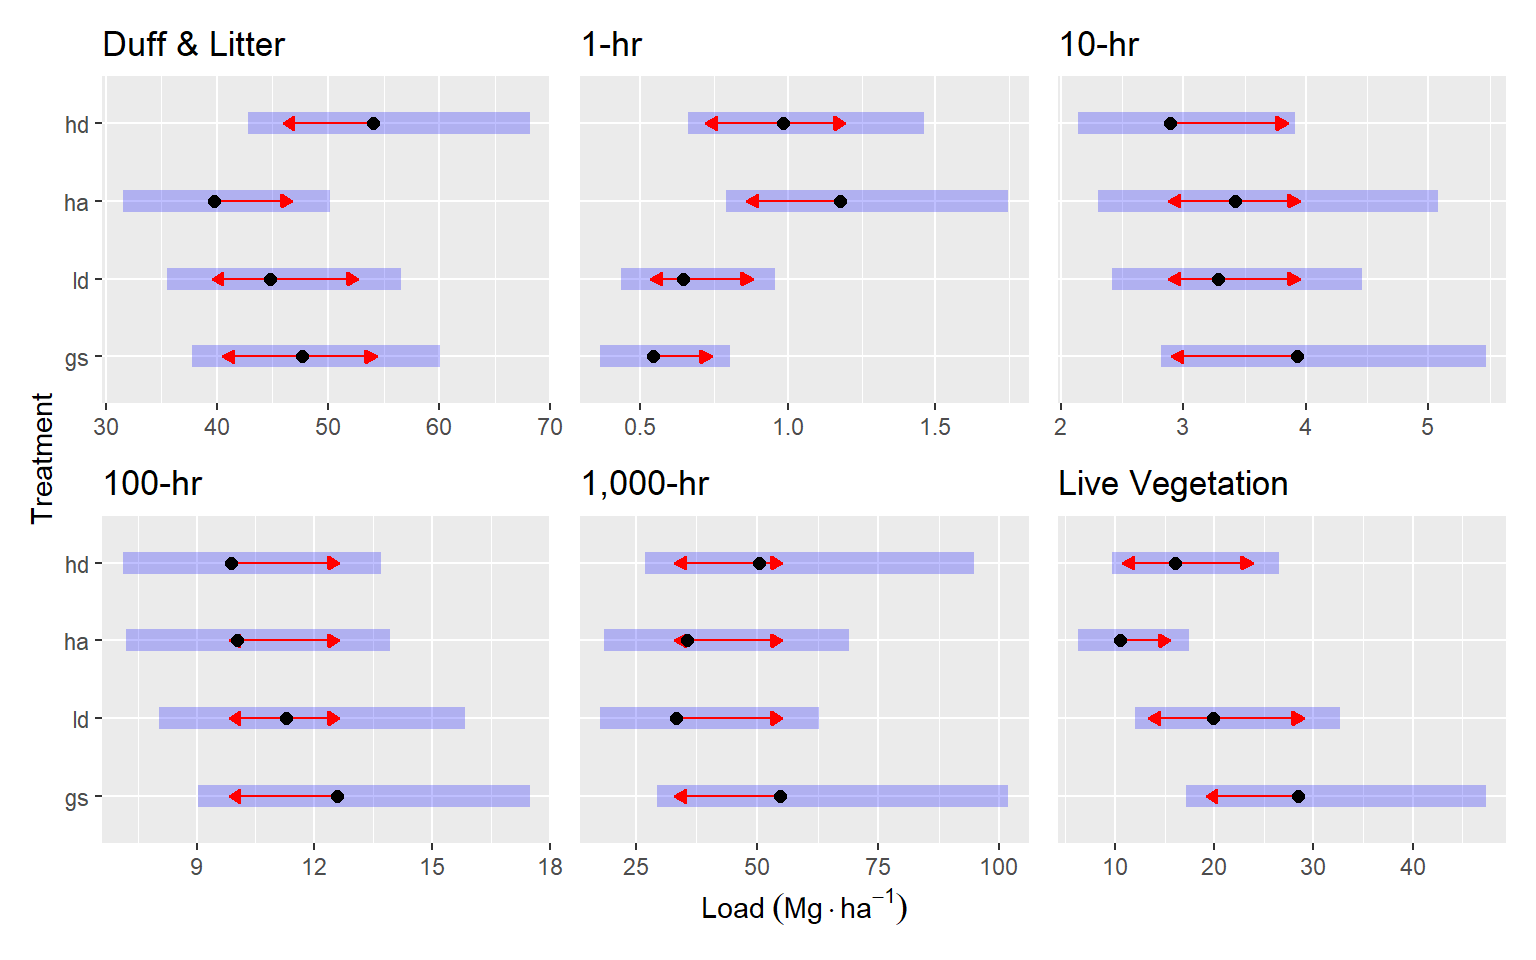 Duff & Litter
1-hr
10-hr
hd
ha
ld
gs
30 40 50 60 70
0.5 1.0 1.5
2 3 4 5
Treatment
100-hr
1,000-hr
Live Vegetation
hd
ha
ld
gs
9 12 15 18
25 50 75 100
10 20 30 40
Load (Mg·ha⁻¹)